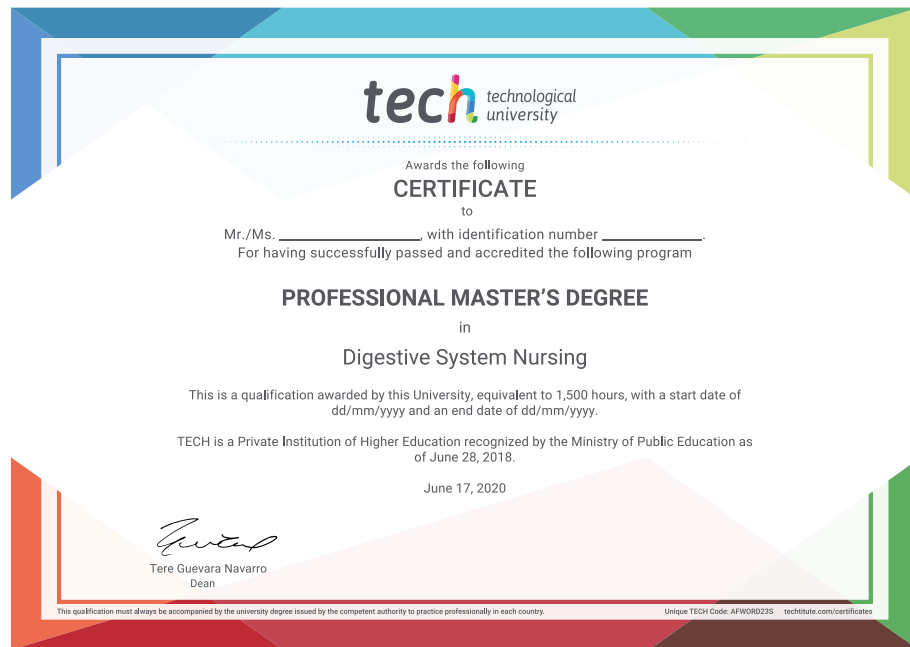 tech technological
university
Awards the following
CERTIFICATE
to
Mr./Ms. ____________________, with identification number ______________.
For having successfully passed and accredited the following program
PROFESSIONAL MASTER'S DEGREE
in
Digestive System Nursing
This is a qualification awarded by this University, equivalent to 1,500 hours, with a start date of
dd/mm/yyyy and an end date of dd/mm/yyyy.
TECH is a Private Institution of Higher Education recognized by the Ministry of Public Education as
of June 28, 2018.
June 17, 2020
Tere Guevara Navarro
Dean
This qualification must always be accompanied by the university degree issued by the competent authority to practice professionally in each country. Unique TECH Code: AFWORD23S techtitute.com/certificates